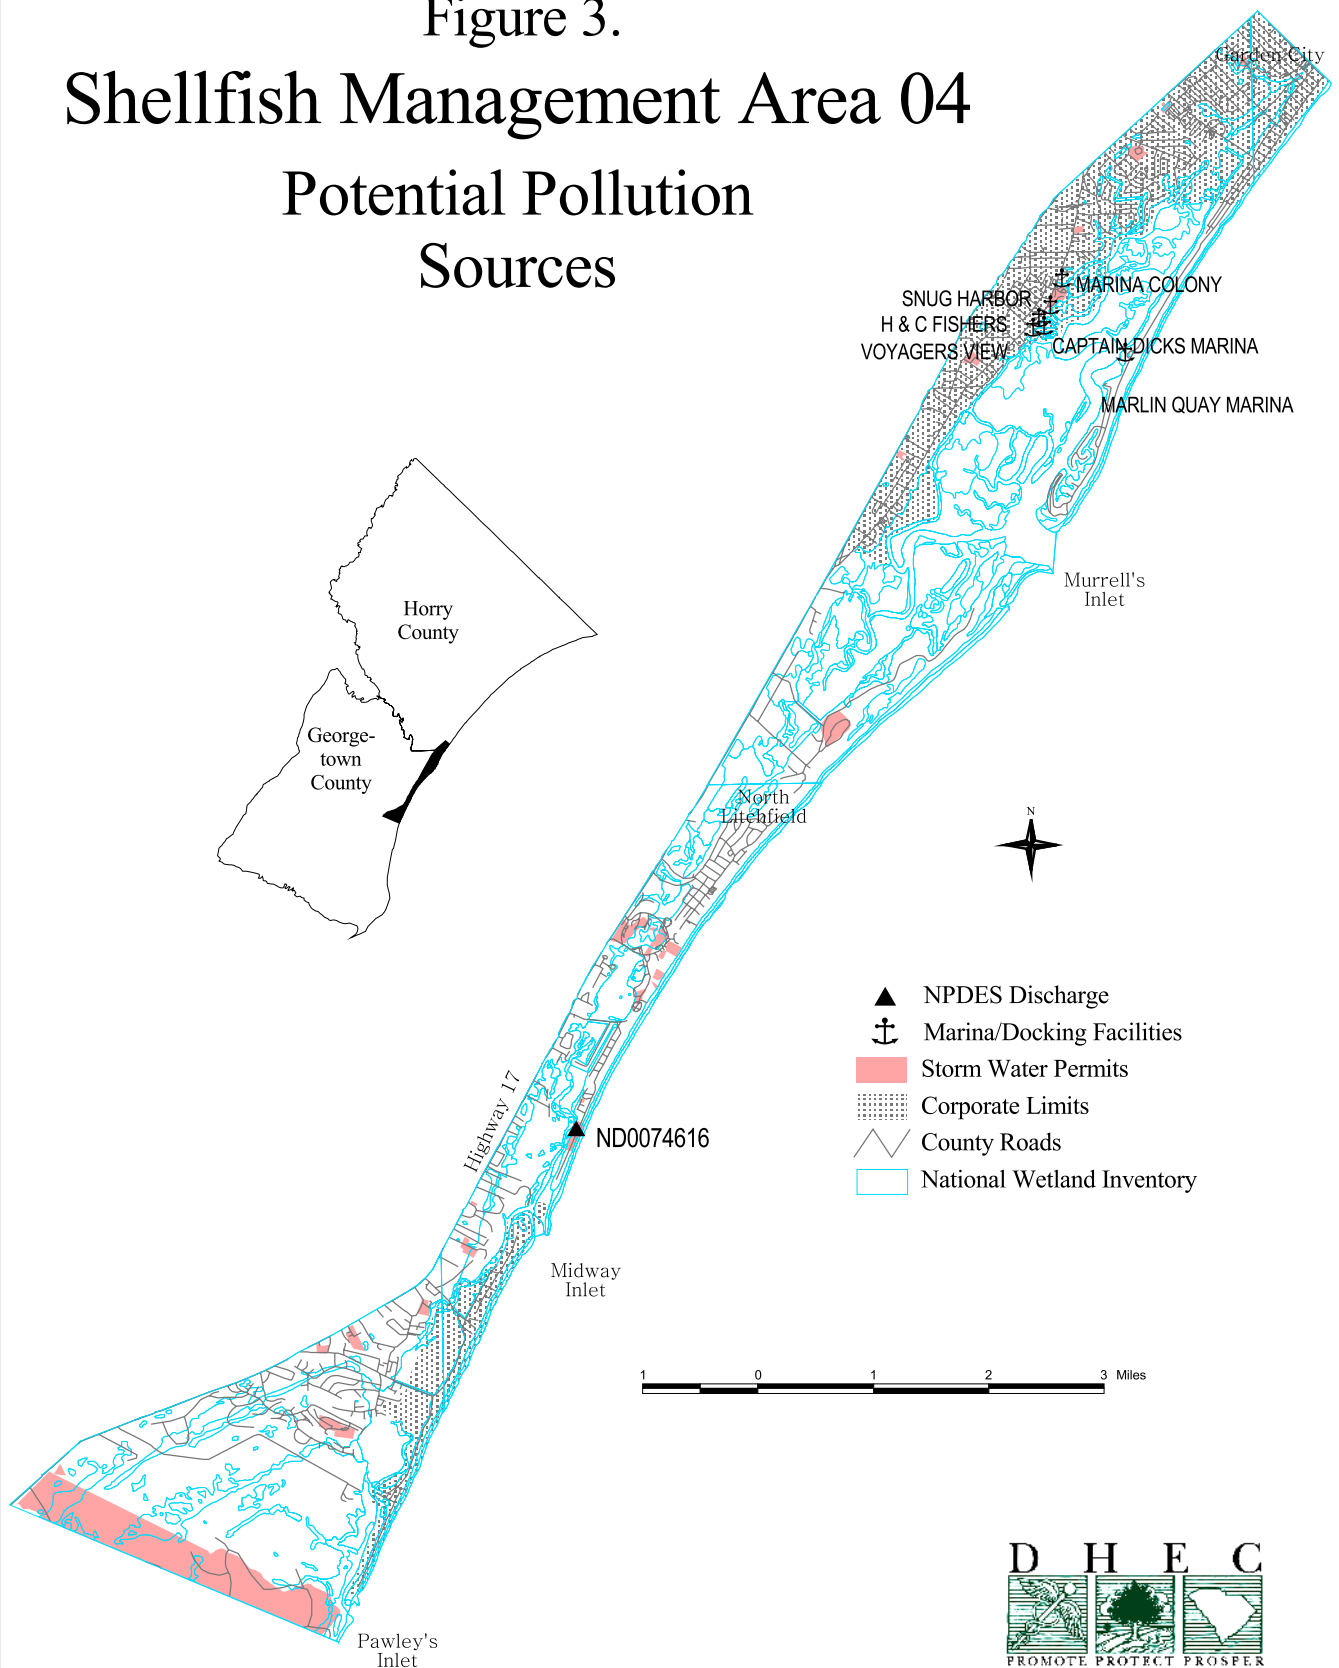 Figure 3.
Shellfish Management Area 04
Potential Pollution
Sources
Garden City
MARINA COLONY
SNUG HARBOR
H & C FISHERS
VOYAGERS VIEW
CAPTAIN DICKS MARINA
MARLIN QUAY MARINA
Murrell's
Inlet
Horry
County
George-
town
County
North
Litchfield
N
NPDES Discharge
Marina/Docking Facilities
Storm Water Permits
Corporate Limits
County Roads
National Wetland Inventory
Highway 17
ND0074616
Midway
Inlet
1 0 1 2 3 Miles
Pawley's
Inlet
D H E C
PROMOTE PROTECT PROSPER